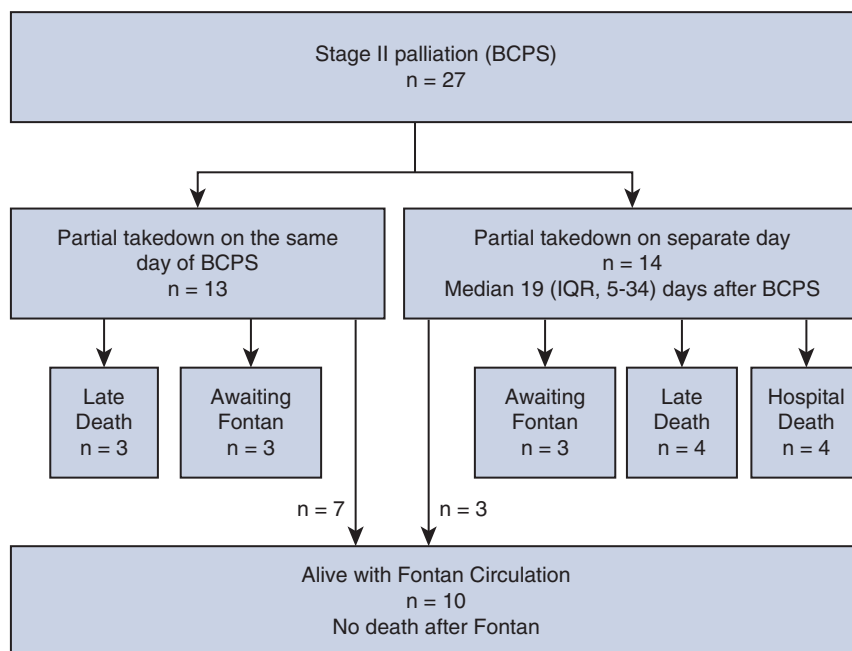 Stage II palliation (BCPS)
n = 27
Partial takedown on the same
day of BCPS
n = 13
Partial takedown on separate day
n = 14
Median 19 (IQR, 5-34) days after BCPS
Late
Death
n = 3
Awaiting
Fontan
n = 3
Awaiting
Fontan
n = 3
Late
Death
n = 4
Hospital
Death
n = 4
n = 7
n = 3
Alive with Fontan Circulation
n = 10
No death after Fontan